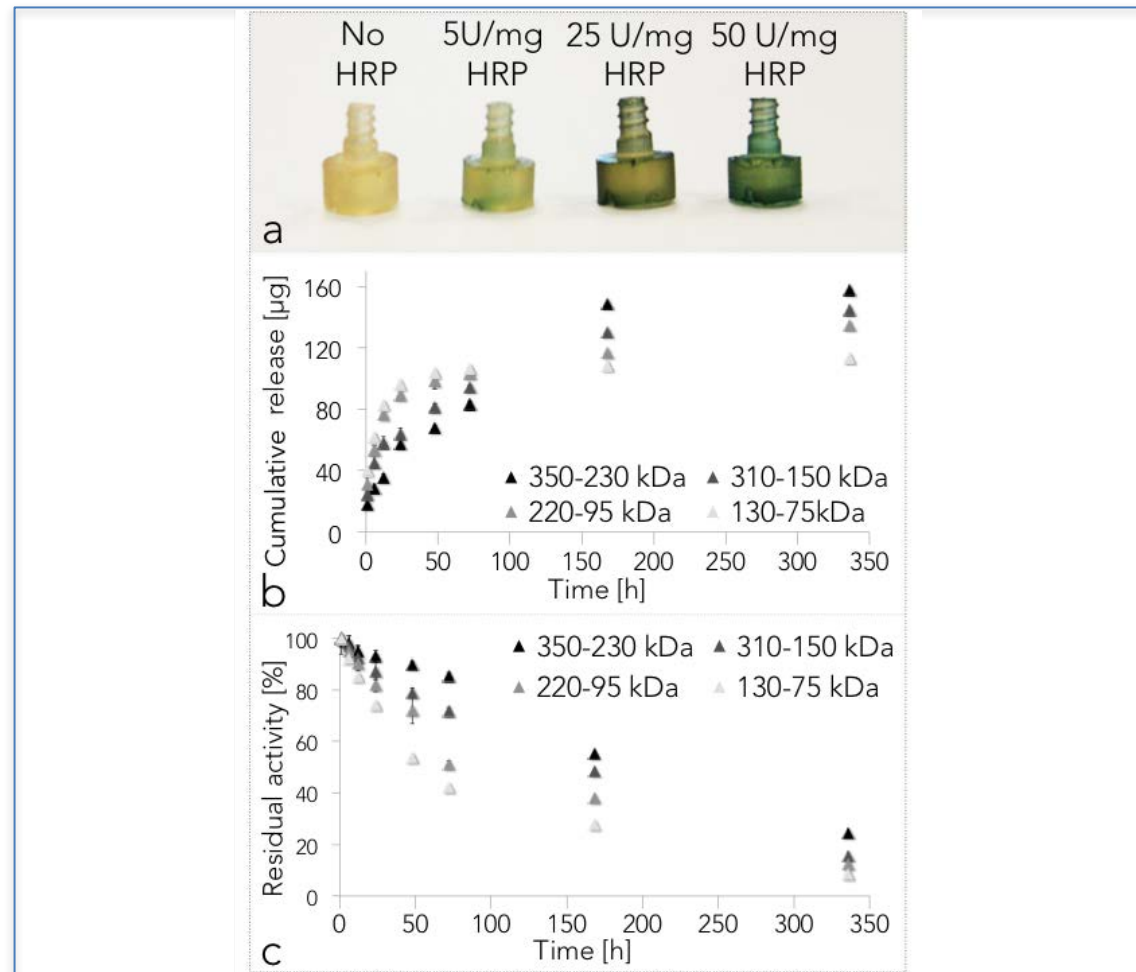 No 5U/mg 25 U/mg 50 U/mg
HRP HRP HRP HRP
a
Cumulative release [µg]
160
120
80
40
0
▲ 350-230 kDa ▲ 310-150 kDa
▲ 220-95 kDa ▲ 130-75kDa
0 50 100 150 200 250 300 350
Time [h]
b
Residual activity [%]
100
80
60
40
20
0
▲ 350-230 kDa ▲ 310-150 kDa
▲ 220-95 kDa ▲ 130-75 kDa
0 50 100 150 200 250 300 350
Time [h]
c